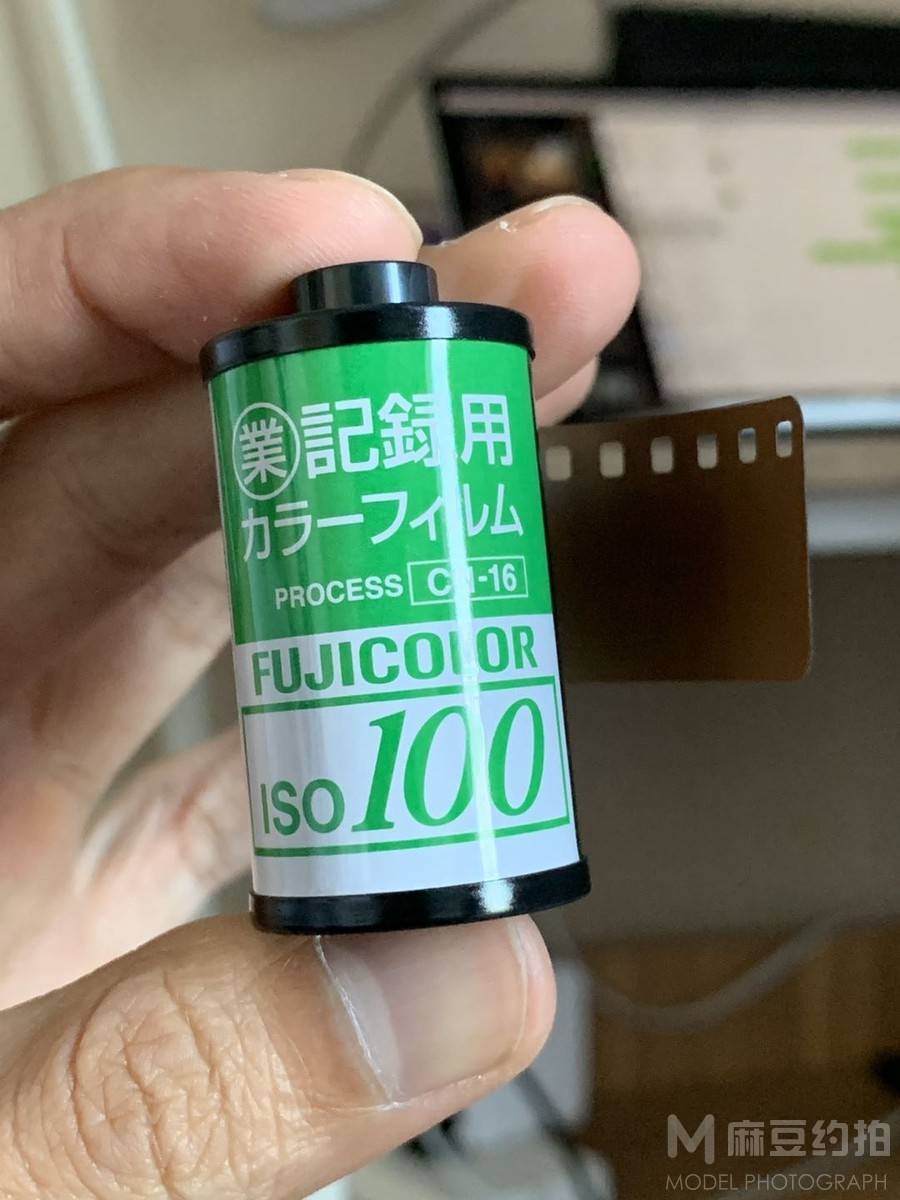 業記録用
カラーフィルム
PROCESS CN-16
FUJICOLOR
ISO 100
M 麻豆约拍
MODEL PHOTOGRAPH